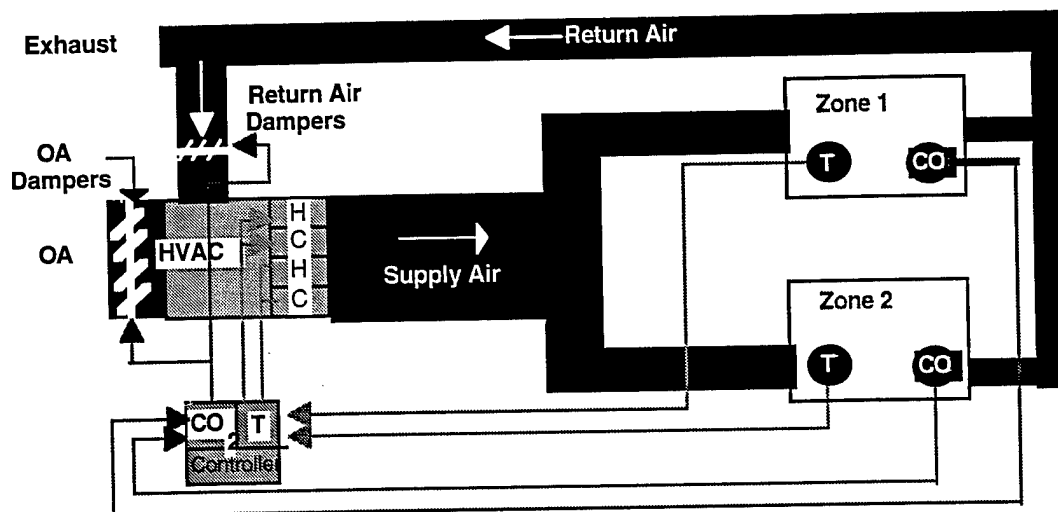 Exhaust
Return Air
Return Air
Dampers
Zone 1
OA
Dampers
T
CO
H
HVAC
C
OA
H
C
Supply Air
Zone 2
T
CO
CO
2
T
Controller